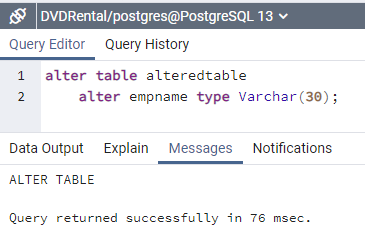 DVDRental/postgres@PostgreSQL 13
Query Editor Query History
1 alter table alteredtable
2 alter empname type Varchar(30);
Data Output Explain Messages Notifications
ALTER TABLE
Query returned successfully in 76 msec.